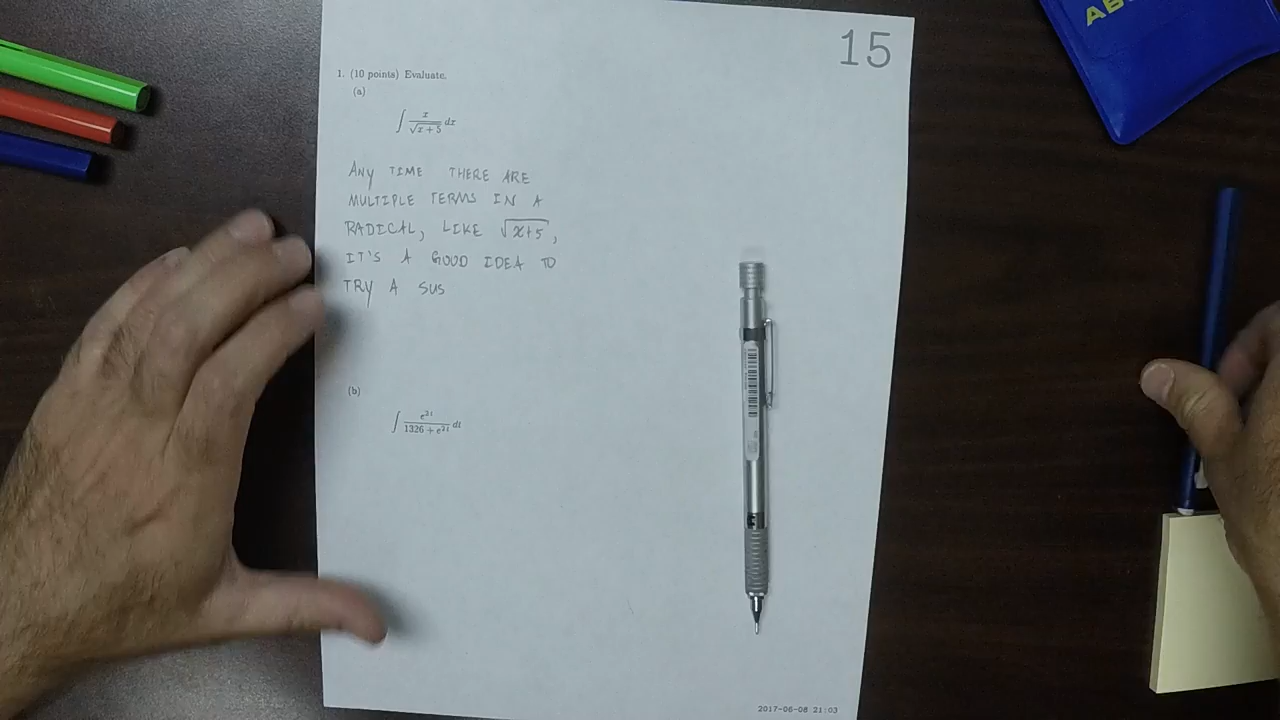 15
1. (10 points) Evaluate.
(a)
∫ x/√(x + 5) dx
ANY TIME THERE ARE
MULTIPLE TERMS IN A
RADICAL, LIKE √(x+5),
IT'S A GOOD IDEA TO
TRY A SUS
(b)
∫ e^{2t}/(1326 + e^{2t}) dt
2017-06-08 21:03